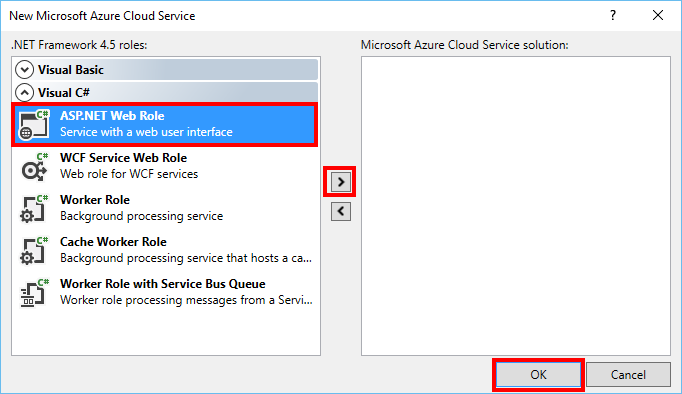 New Microsoft Azure Cloud Service
? ×
.NET Framework 4.5 roles:
Microsoft Azure Cloud Service solution:
Visual Basic
Visual C#
C#
ASP.NET Web Role
Service with a web user interface
C#
WCF Service Web Role
Web role for WCF services
C#
Worker Role
Background processing service
C#
Cache Worker Role
Background processing service that hosts a ca...
C#
Worker Role with Service Bus Queue
Worker role processing messages from a Servi...
>
<
OK
Cancel